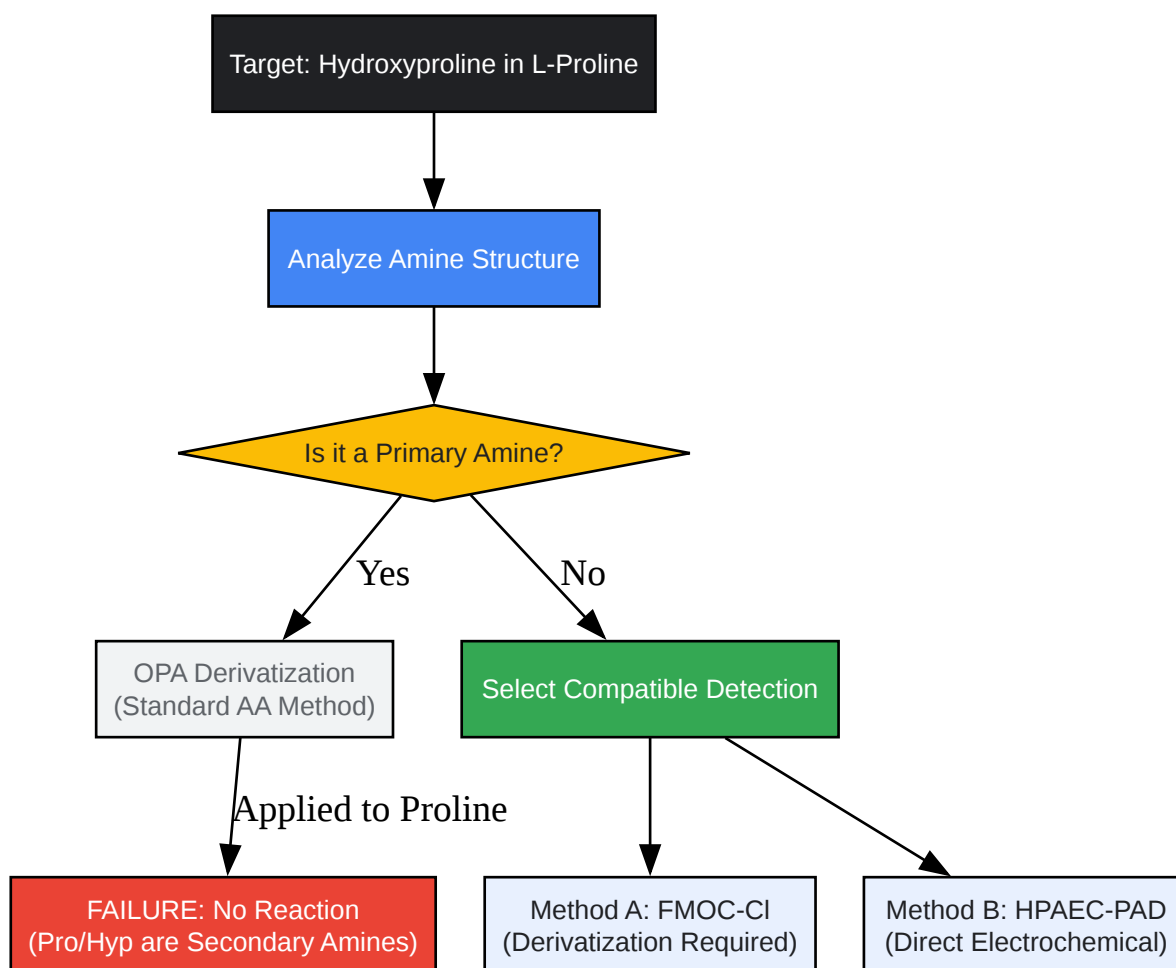 Target: Hydroxyproline in L-Proline
Analyze Amine Structure
Is it a Primary Amine?
Yes
No
OPA Derivatization
(Standard AA Method)
Select Compatible Detection
Applied to Proline
FAILURE: No Reaction
(Pro/Hyp are Secondary Amines)
Method A: FMOC-Cl
(Derivatization Required)
Method B: HPAEC-PAD
(Direct Electrochemical)